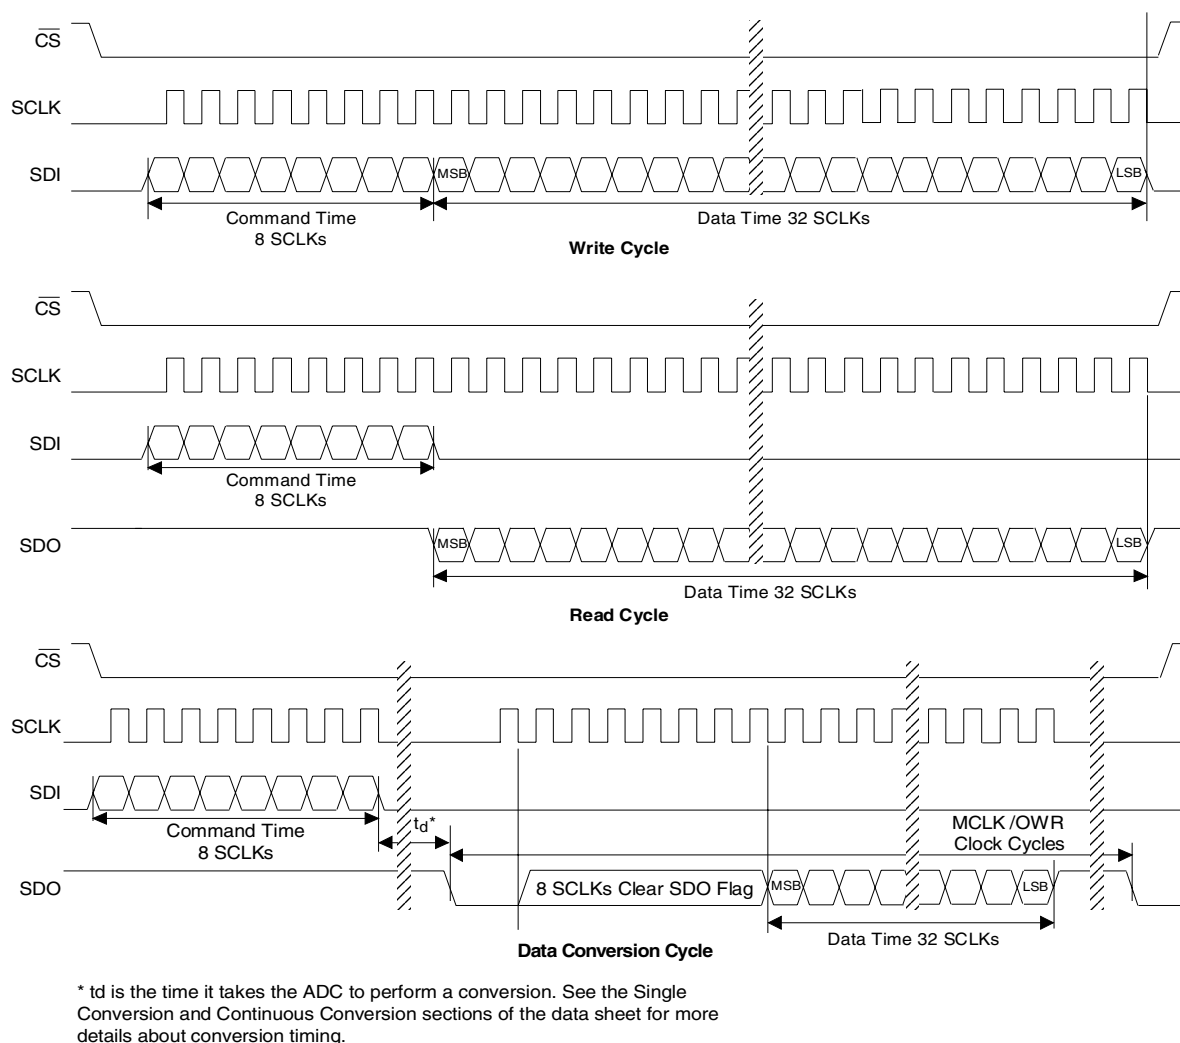 CS
SCLK
SDI
MSB
LSB
Command Time
8 SCLKs
Data Time 32 SCLKs
Write Cycle
CS
SCLK
SDI
Command Time
8 SCLKs
SDO
MSB
LSB
Data Time 32 SCLKs
Read Cycle
CS
SCLK
SDI
Command Time
8 SCLKs
td*
MCLK /OWR
Clock Cycles
SDO
8 SCLKs Clear SDO Flag
MSB
LSB
Data Time 32 SCLKs
Data Conversion Cycle
* td is the time it takes the ADC to perform a conversion. See the Single
Conversion and Continuous Conversion sections of the data sheet for more
details about conversion timing.